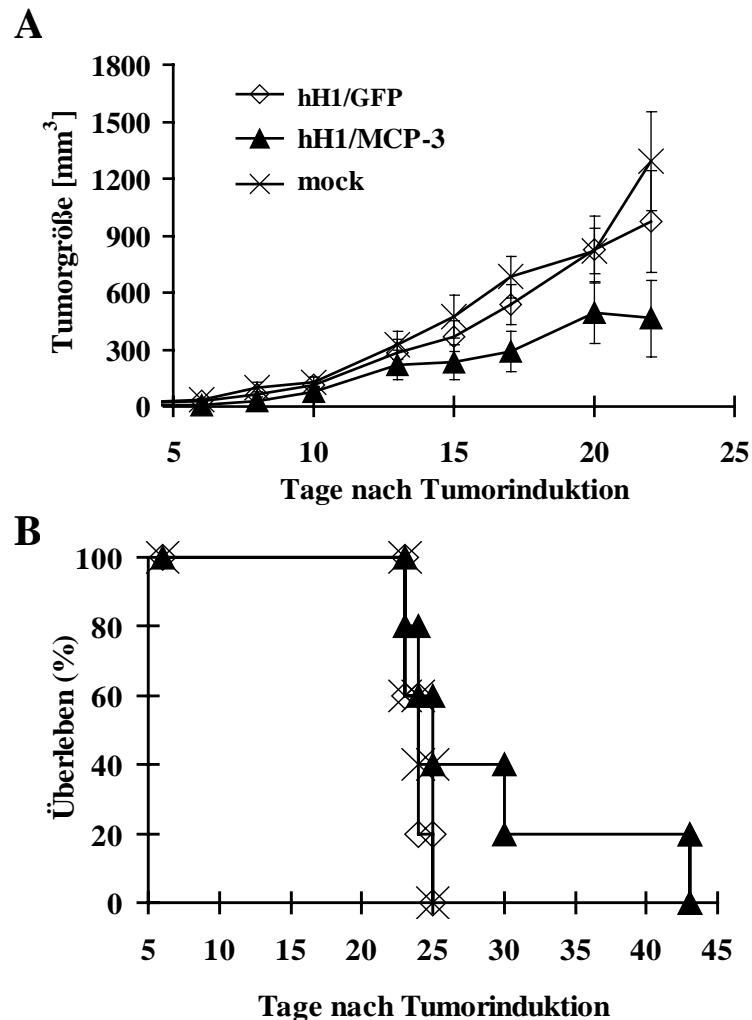 A
Tumorgröße [mm³]
1800
1500
1200
900
600
300
0
hH1/GFP
hH1/MCP-3
mock
5 10 15 20 25
Tage nach Tumorinduktion
B
Überleben (%)
100
80
60
40
20
0
5 10 15 20 25 30 35 40 45
Tage nach Tumorinduktion